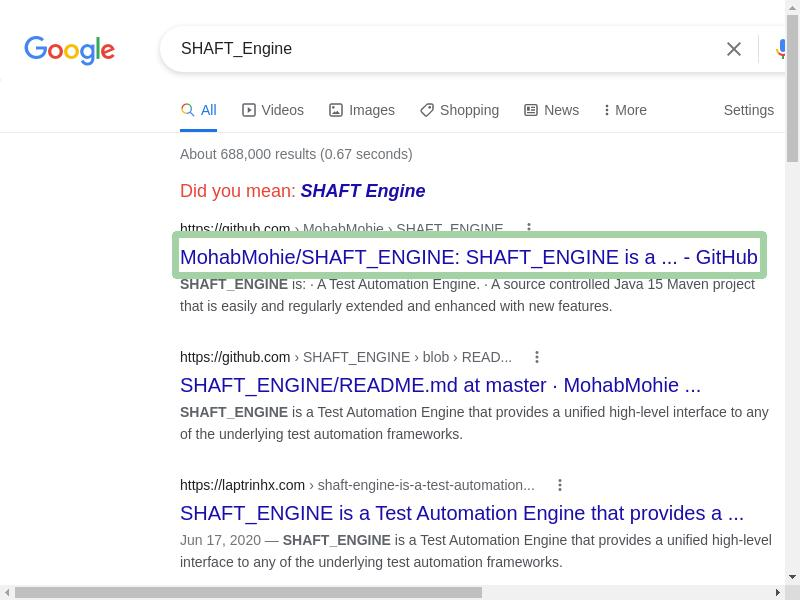 Google
SHAFT_Engine
All Videos Images Shopping News More Settings
About 688,000 results (0.67 seconds)
Did you mean: SHAFT Engine
https://github.com › MohabMohie › SHAFT_ENGINE
MohabMohie/SHAFT_ENGINE: SHAFT_ENGINE is a ... - GitHub
SHAFT_ENGINE is: · A Test Automation Engine. · A source controlled Java 15 Maven project
that is easily and regularly extended and enhanced with new features.
https://github.com › SHAFT_ENGINE › blob › READ...
SHAFT_ENGINE/README.md at master · MohabMohie ...
SHAFT_ENGINE is a Test Automation Engine that provides a unified high-level interface to any
of the underlying test automation frameworks.
https://laptrinhx.com › shaft-engine-is-a-test-automation...
SHAFT_ENGINE is a Test Automation Engine that provides a ...
Jun 17, 2020 — SHAFT_ENGINE is a Test Automation Engine that provides a unified high-level
interface to any of the underlying test automation frameworks.